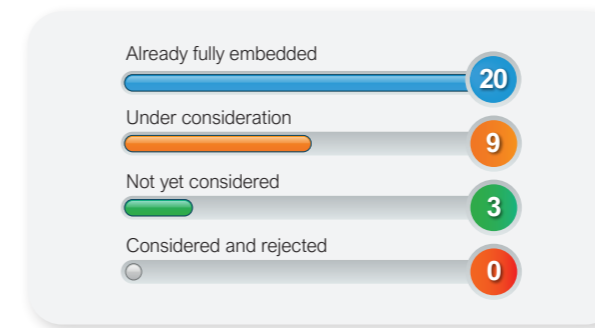 Already fully embedded
20
Under consideration
9
Not yet considered
3
Considered and rejected
0